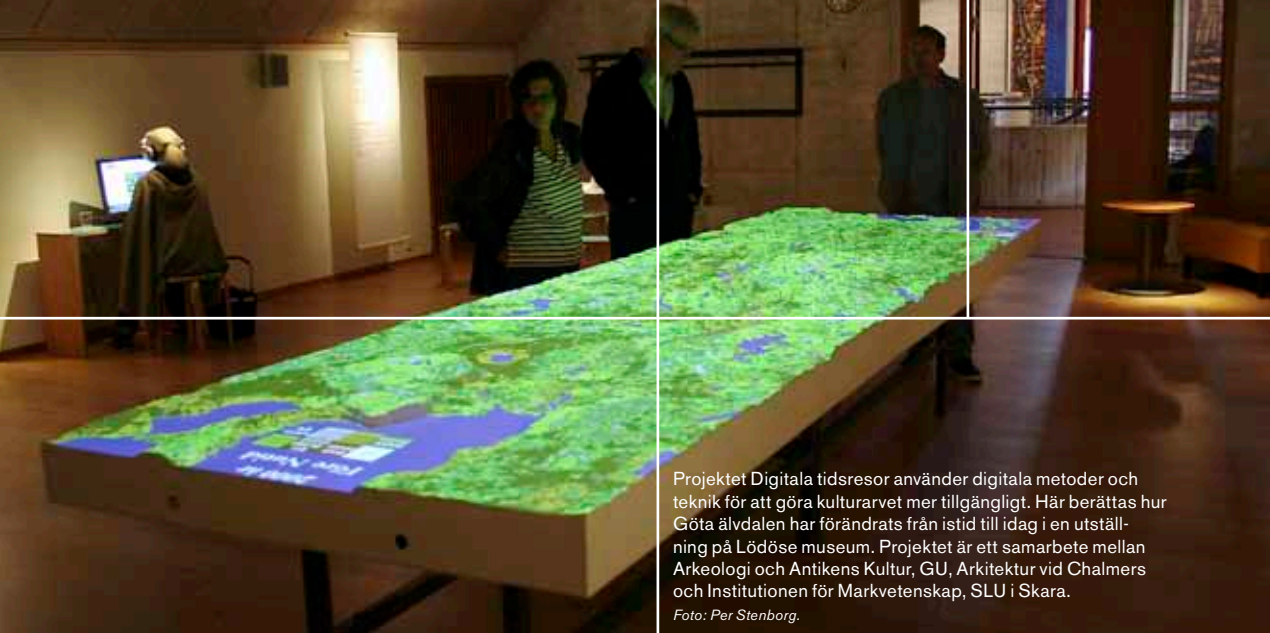 Projektet Digitala tidsresor använder digitala metoder och
teknik för att göra kulturarvet mer tillgängligt. Här berättas hur
Göta älvdalen har förändrats från istid till idag i en utställ-
ning på Lödöse museum. Projektet är ett samarbete mellan
Arkeologi och Antikens Kultur, GU, Arkitektur vid Chalmers
och Institutionen för Markvetenskap, SLU i Skara.
Foto: Per Stenborg.